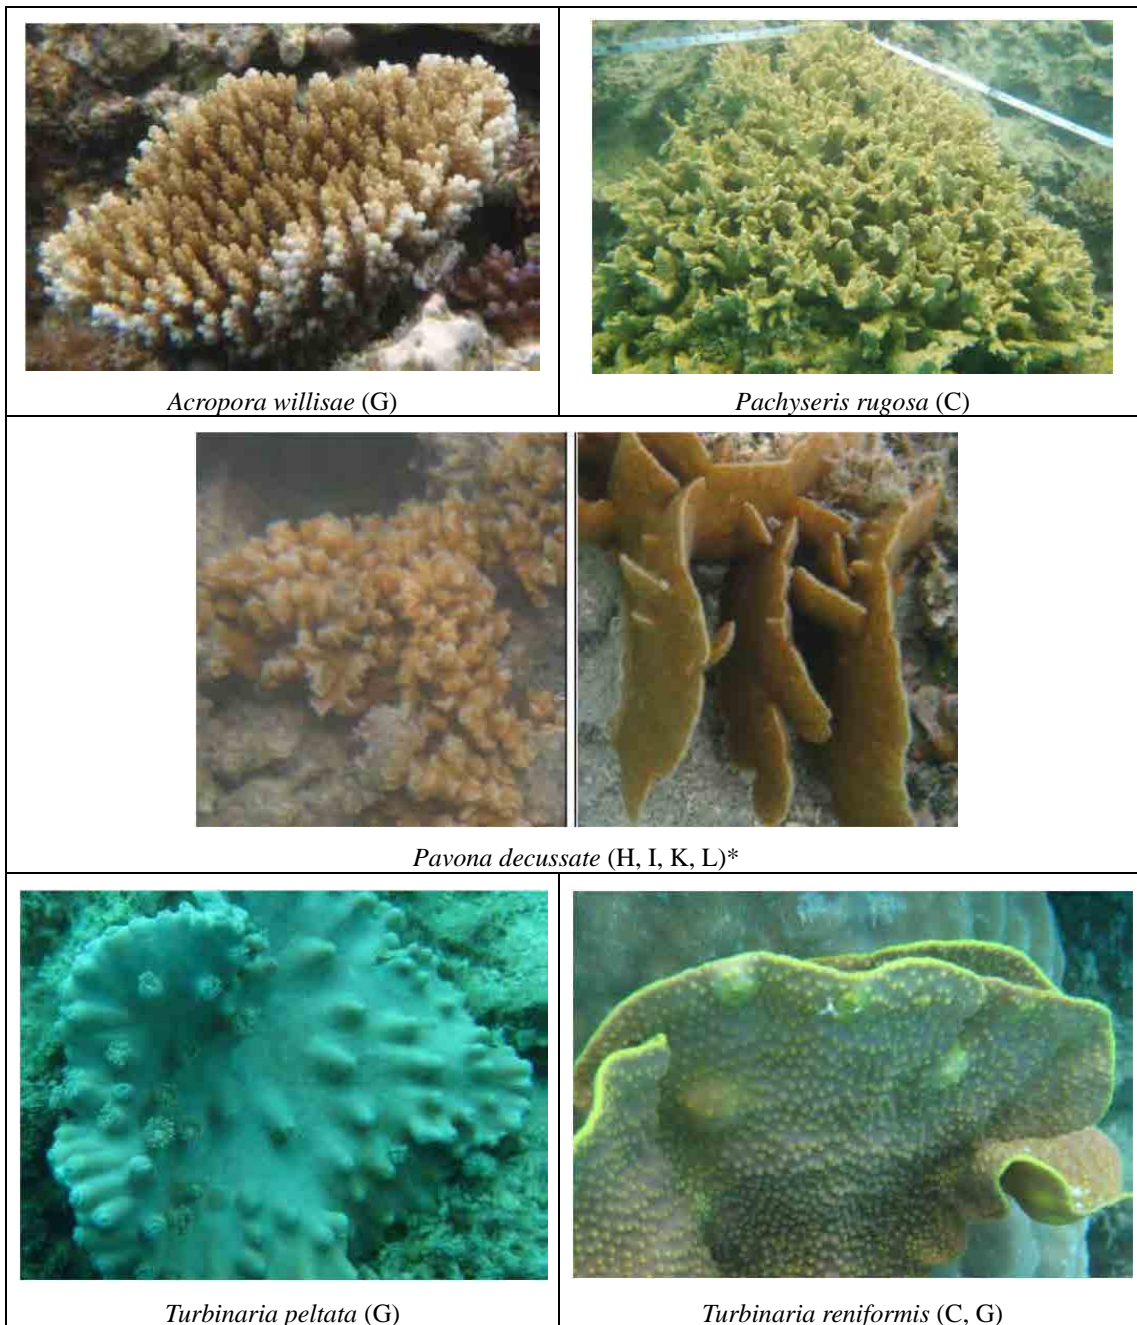 Acropora willisae (G)
Pachyseris rugosa (C)
Pavona decussate (H, I, K, L)*
Turbinaria peltata (G)
Turbinaria reniformis (C, G)